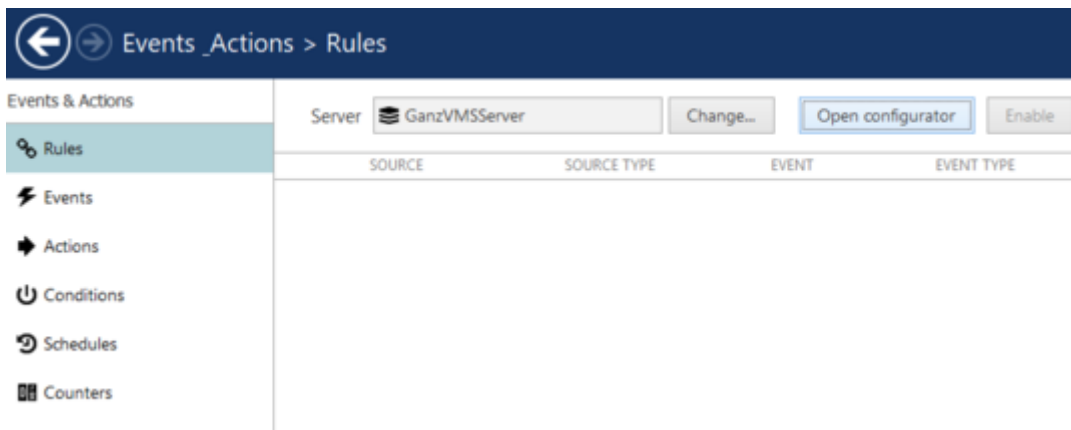 Events _Actions > Rules
Events & Actions
Server GanzVMSServer Change... Open configurator Enable
Rules
SOURCE SOURCE TYPE EVENT EVENT TYPE
Events
Actions
Conditions
Schedules
Counters